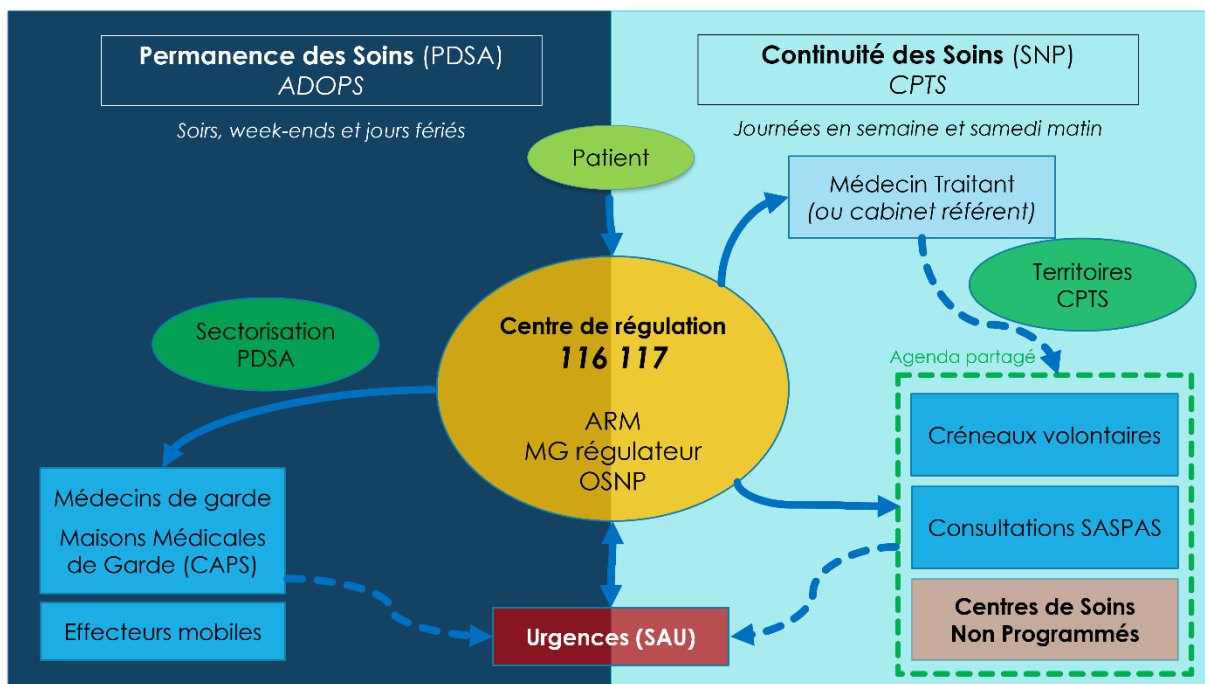 Permanence des Soins (PDSA)
ADOPS
Soirs, week-ends et jours fériés
Continuité des Soins (SNP)
CPTS
Journées en semaine et samedi matin
Patient
Médecin Traitant
(ou cabinet référent)
Territoires
CPTS
Sectorisation
PDSA
Centre de régulation
116 117
ARM
MG régulateur
OSNP
Agenda partagé
Créneaux volontaires
Consultations SASPAS
Centres de Soins
Non Programmés
Médecins de garde
Maisons Médicales
de Garde (CAPS)
Effecteurs mobiles
Urgences (SAU)